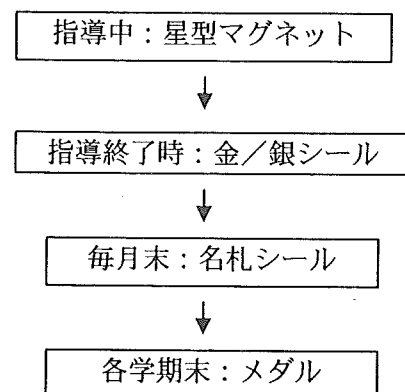 指導中：星型マグネット
指導終了時：金／銀シール
毎月末：名札シール
各学期末：メダル